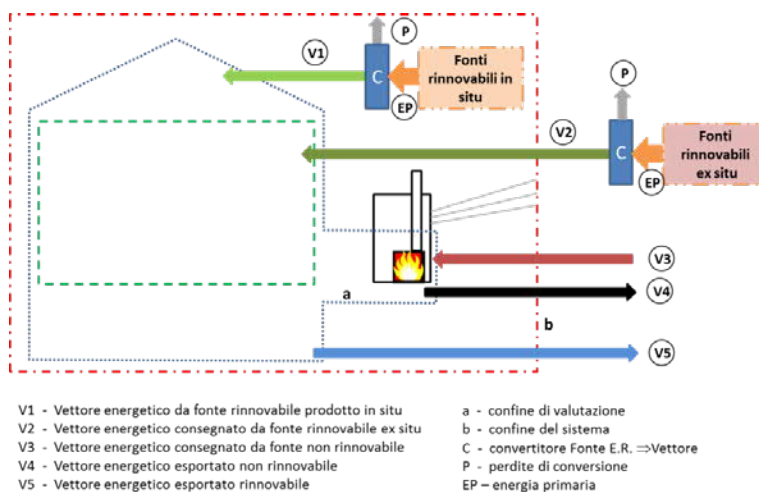 P
V1
C
Fonti
rinnovabili in
situ
EP
P
V2
C
Fonti
rinnovabili
ex situ
EP
V3
a
V4
b
V5
V1 - Vettore energetico da fonte rinnovabile prodotto in situ
V2 - Vettore energetico consegnato da fonte rinnovabile ex situ
V3 - Vettore energetico consegnato da fonte non rinnovabile
V4 - Vettore energetico esportato non rinnovabile
V5 - Vettore energetico esportato rinnovabile
a - confine di valutazione
b - confine del sistema
C - convertitore Fonte E.R. ⇒Vettore
P - perdite di conversione
EP – energia primaria